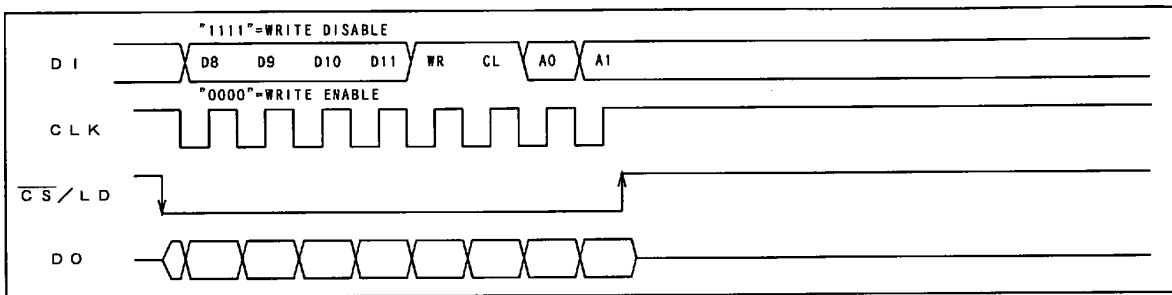 "1111"=WRITE DISABLE
DI D8 D9 D10 D11 WR CL A0 A1
"0000"=WRITE ENABLE
CLK
CS/LD
DO